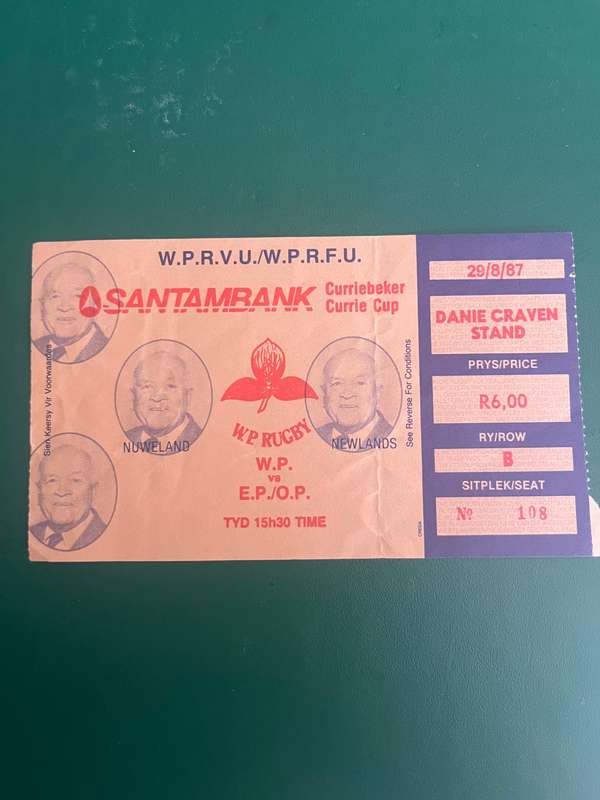 W.P.R.V.U./W.P.R.F.U.
SANTAMBANK
Curriebeker
Currie Cup
Sien Keersy Vir Voorwaardes
NUWELAND
NEWLANDS
See Reverse For Conditions
W.P. RUGBY
W.P.
vs
E.P./O.P.
TYD 15h30 TIME
29/8/87
DANIE CRAVEN
STAND
PRYS/PRICE
R6,00
RY/ROW
B
SITPLEK/SEAT
Nº 108